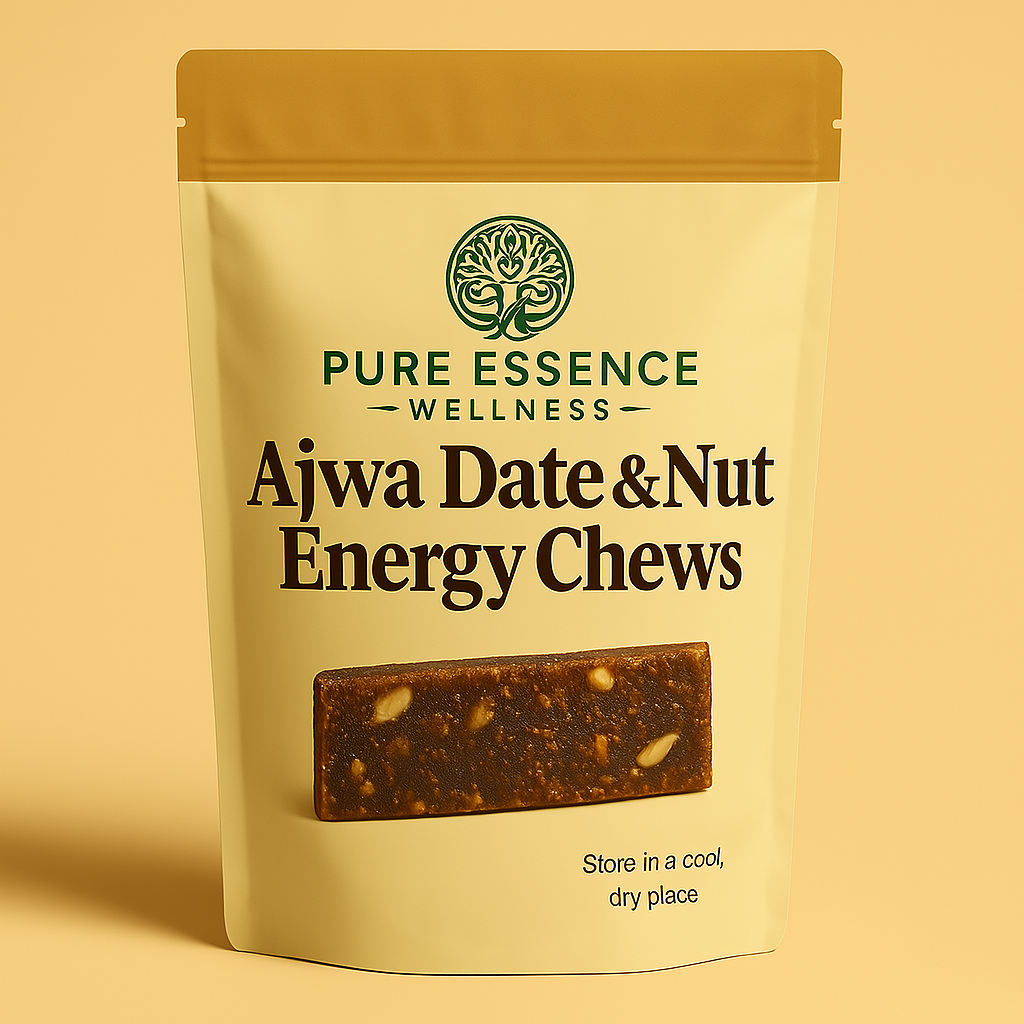 PURE ESSENCE
WELLNESS
Ajwa Date & Nut
Energy Chews
Store in a cool,
dry place